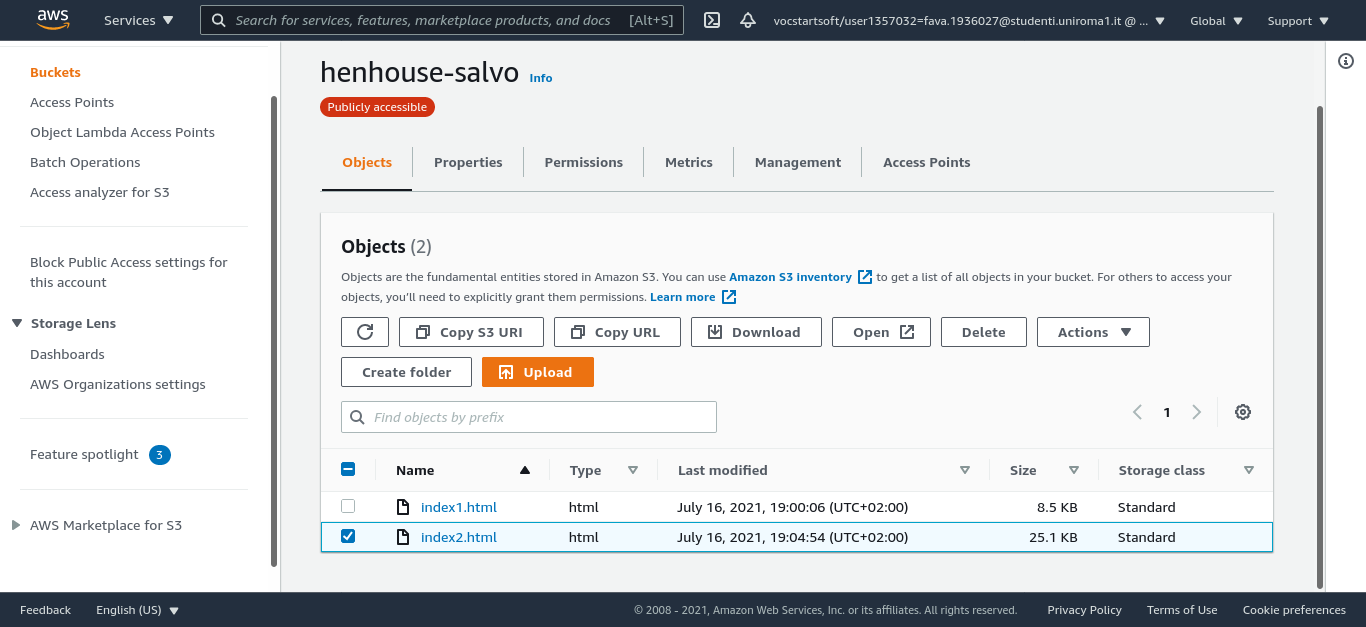 aws Services Search for services, features, marketplace products, and docs [Alt+S] vocstartsoft/user1357032=fava.1936027@studenti.uniroma1.it @ ... Global Support
Buckets
Access Points
Object Lambda Access Points
Batch Operations
Access analyzer for S3
Block Public Access settings for
this account
Storage Lens
Dashboards
AWS Organizations settings
Feature spotlight 3
AWS Marketplace for S3
henhouse-salvo Info
Publicly accessible
Objects Properties Permissions Metrics Management Access Points
Objects (2)
Objects are the fundamental entities stored in Amazon S3. You can use Amazon S3 inventory to get a list of all objects in your bucket. For others to access your
objects, you'll need to explicitly grant them permissions. Learn more
Copy S3 URI Copy URL Download Open Delete Actions
Create folder Upload
Find objects by prefix 1
Name Type Last modified Size Storage class
index1.html html July 16, 2021, 19:00:06 (UTC+02:00) 8.5 KB Standard
index2.html html July 16, 2021, 19:04:54 (UTC+02:00) 25.1 KB Standard
Feedback English (US) © 2008 - 2021, Amazon Web Services, Inc. or its affiliates. All rights reserved. Privacy Policy Terms of Use Cookie preferences